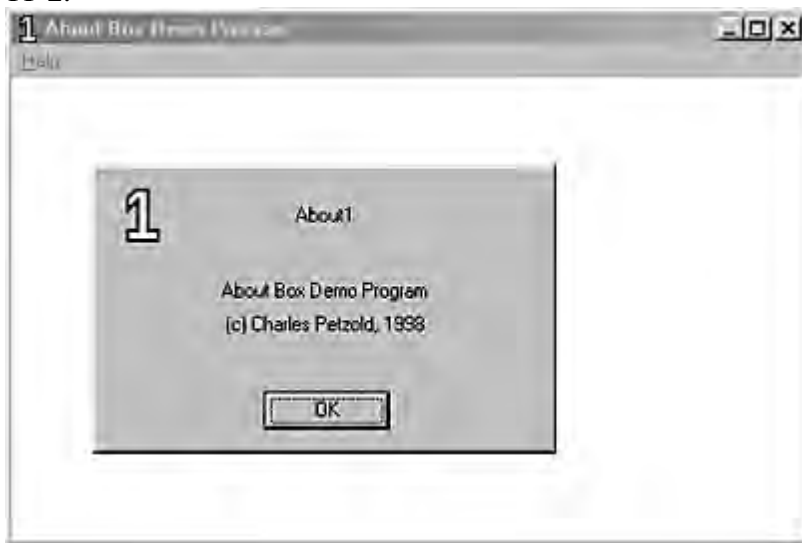 1 About Box Demo Program
Help
1
About1
About Box Demo Program
(c) Charles Petzold, 1998
OK